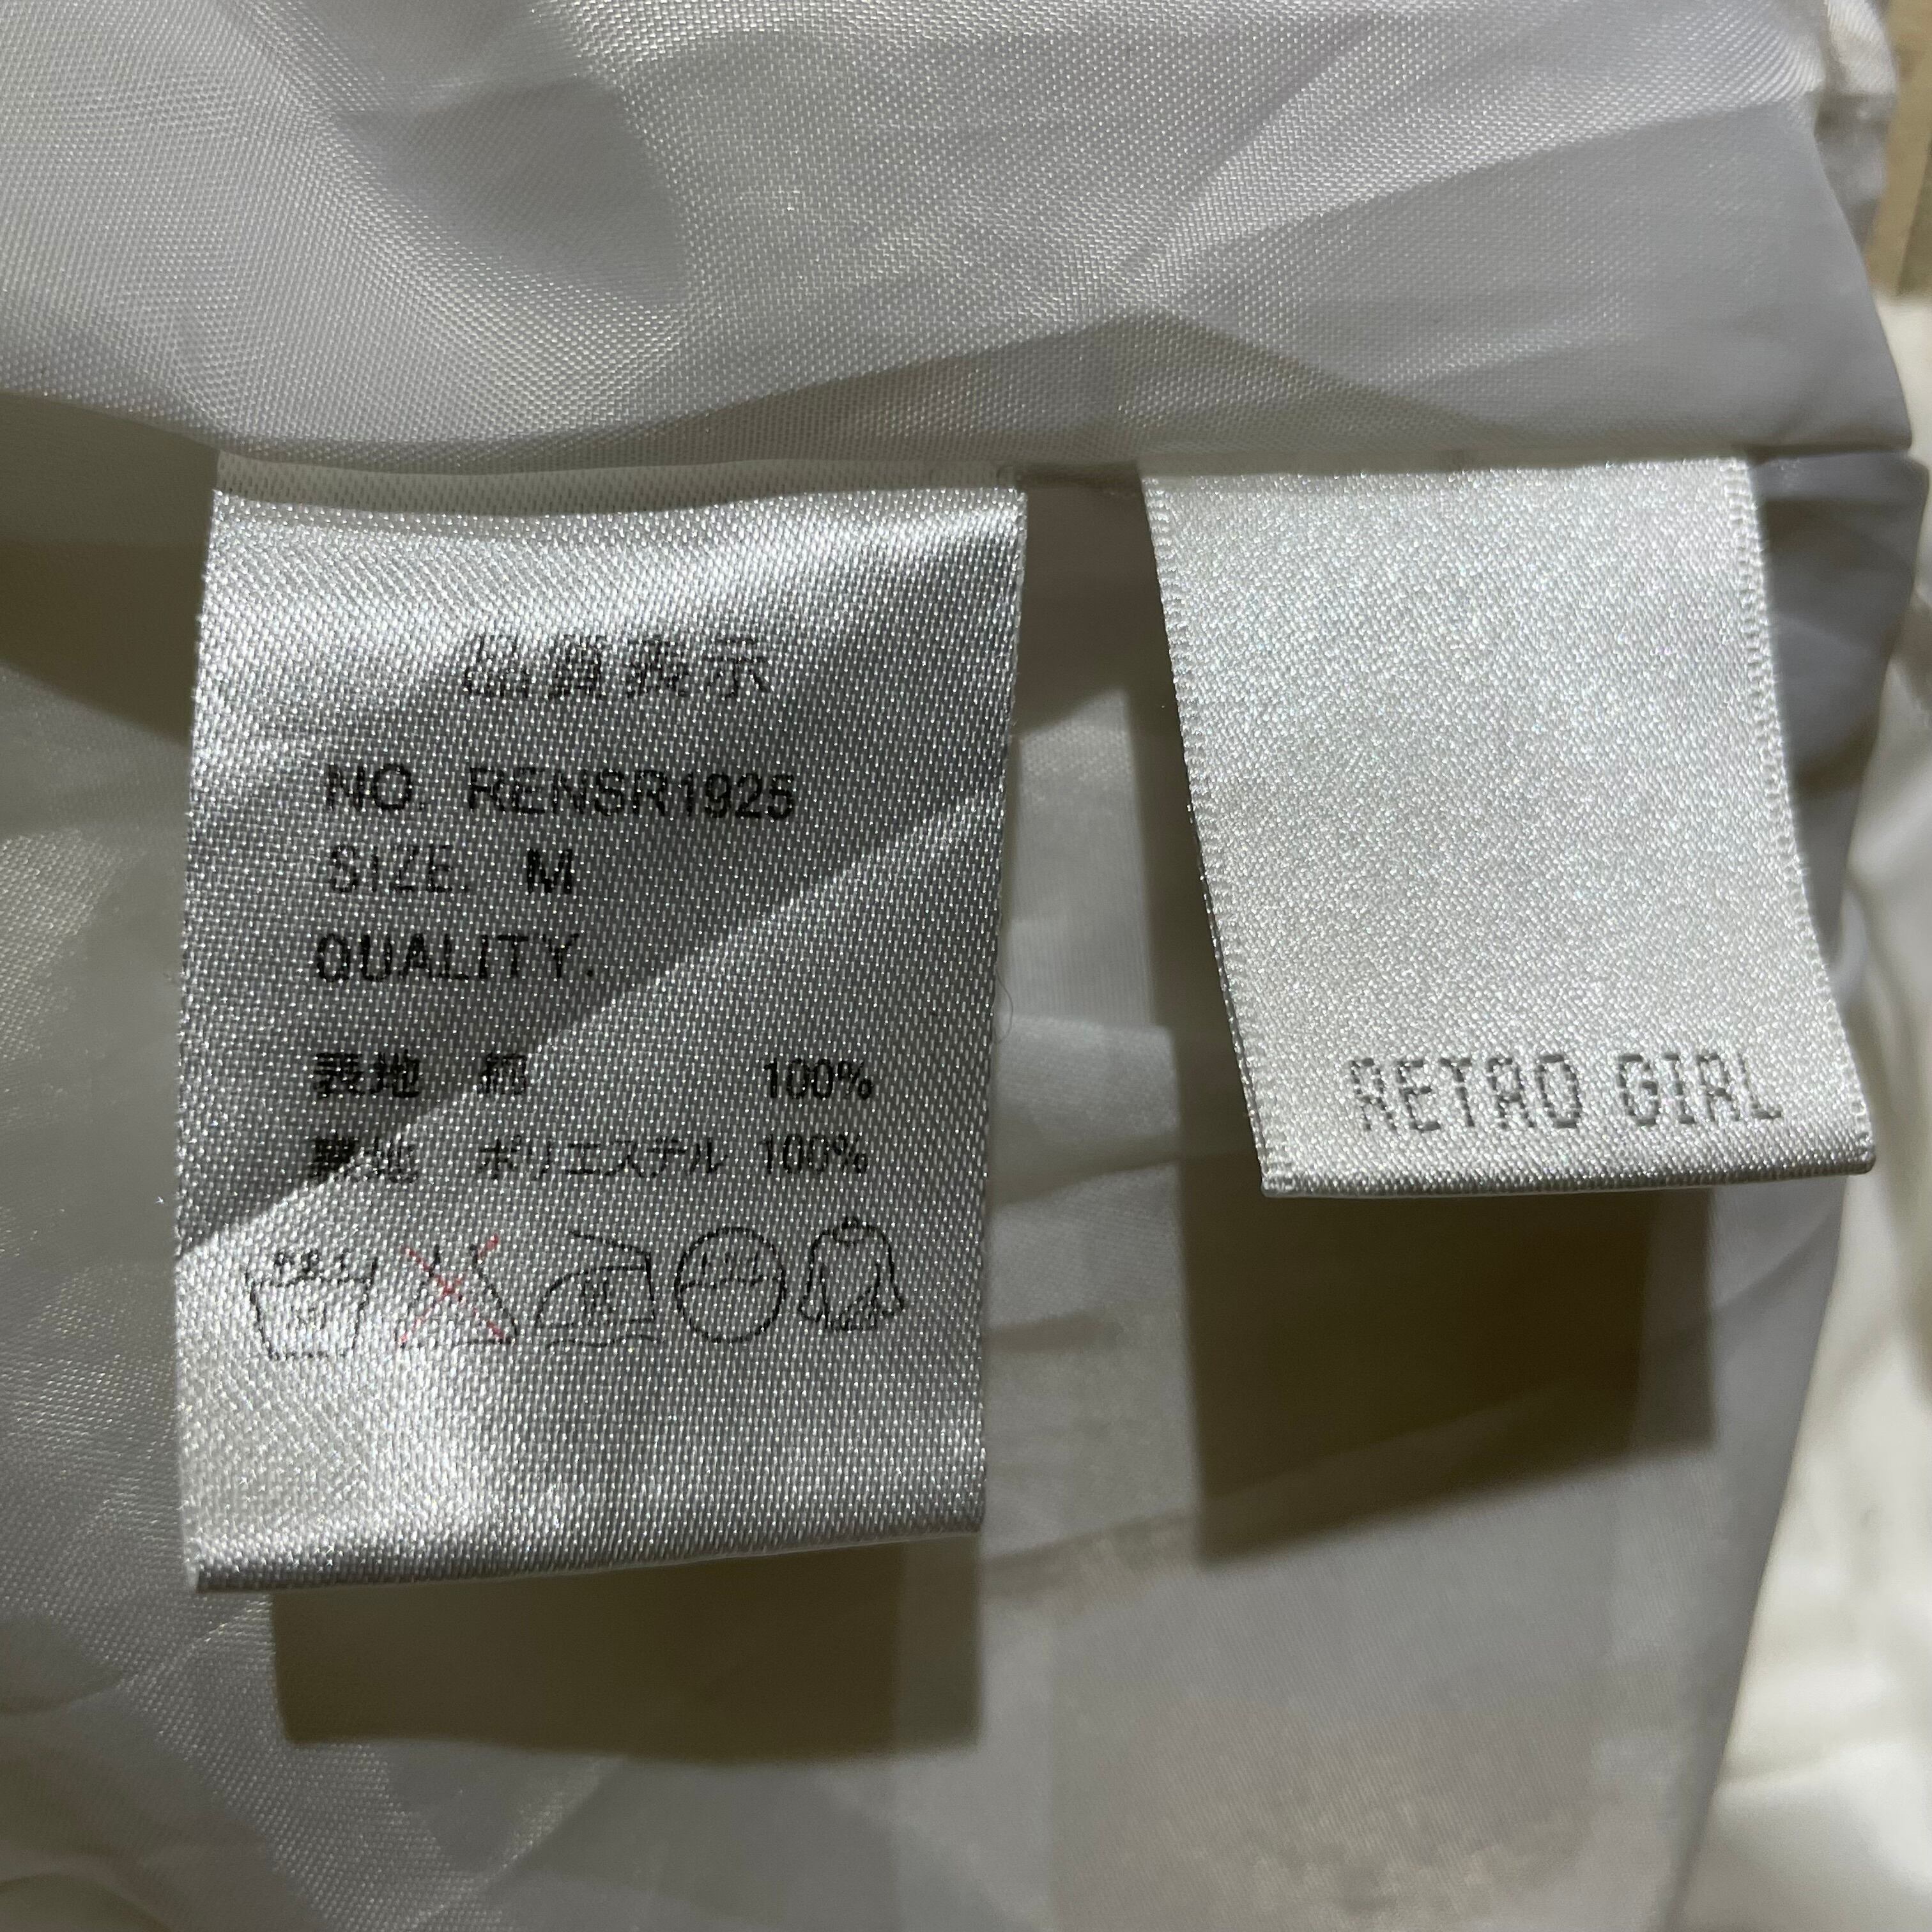 品質表示
NO. RENSR1925
SIZE. M
QUALITY.
表地 綿 100%
裏地 ポリエステル 100%
RETRO GIRL